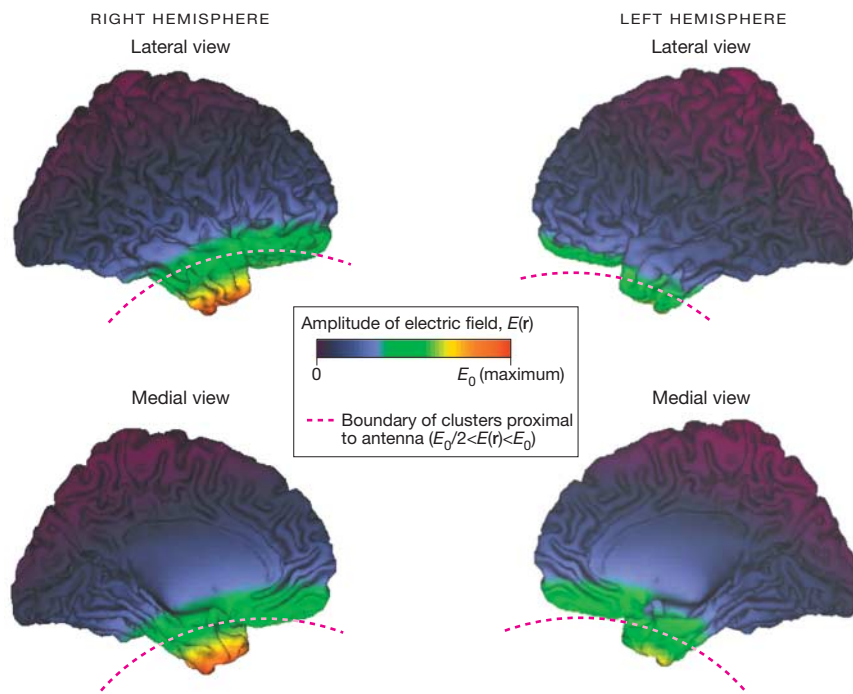 RIGHT HEMISPHERE
Lateral view
LEFT HEMISPHERE
Lateral view
Amplitude of electric field, E(r)
0
E₀ (maximum)
Boundary of clusters proximal
to antenna (E₀/2<E(r)<E₀)
Medial view
Medial view